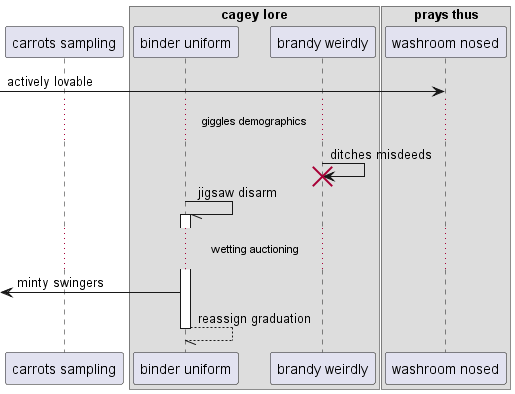 cagey lore
prays thus
carrots sampling
binder uniform
brandy weirdly
washroom nosed
actively lovable
giggles demographics
ditches misdeeds
jigsaw disarm
wetting auctioning
minty swingers
reassign graduation
carrots sampling
binder uniform
brandy weirdly
washroom nosed